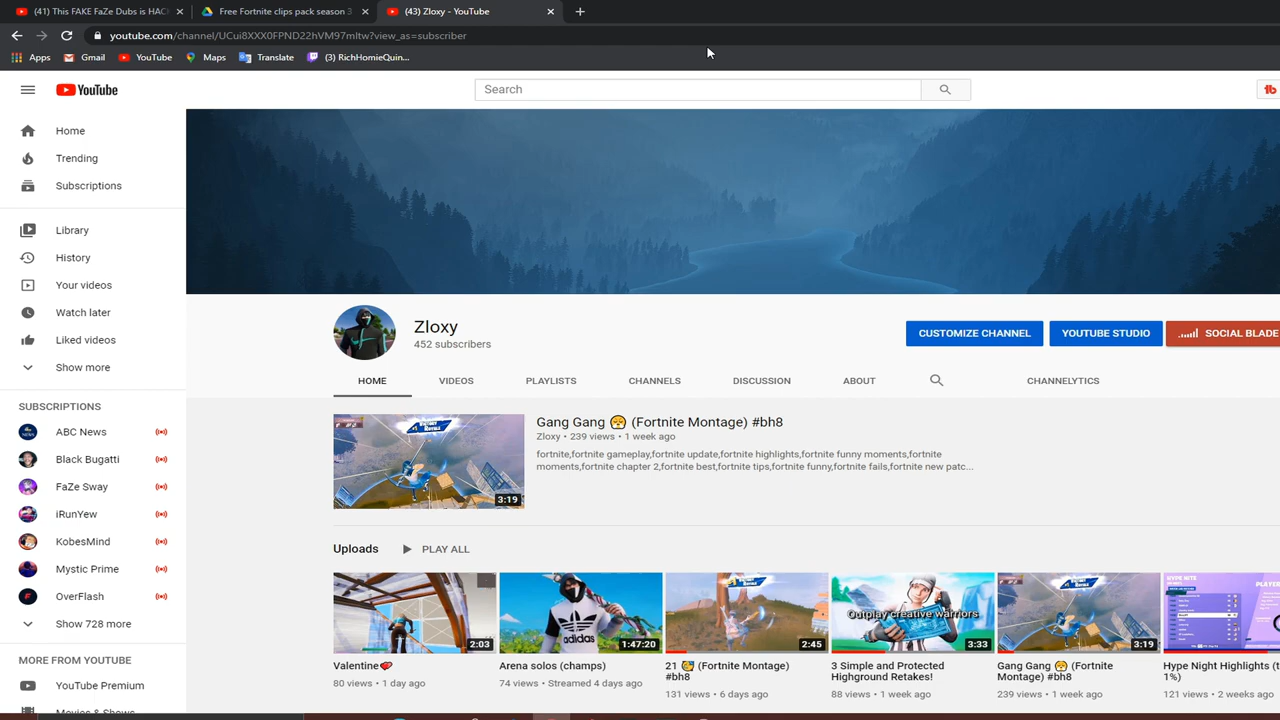 (41) This FAKE FaZe Dubs is HAC
Free Fortnite clips pack season 3
(43) Zloxy - YouTube
youtube.com/channel/UCui8XXX0FPND22hVM97mltw?view_as=subscriber
Apps
Gmail
YouTube
Maps
Translate
(3) RichHomieQuin...
YouTube
Search
Home
Trending
Subscriptions
Library
History
Your videos
Watch later
Liked videos
Show more
SUBSCRIPTIONS
ABC News
Black Bugatti
FaZe Sway
iRunYew
KobesMind
Mystic Prime
OverFlash
Show 728 more
MORE FROM YOUTUBE
YouTube Premium
Movies & Shows
Zloxy
452 subscribers
CUSTOMIZE CHANNEL
YOUTUBE STUDIO
SOCIAL BLADE
HOME
VIDEOS
PLAYLISTS
CHANNELS
DISCUSSION
ABOUT
CHANNELYTICS
Gang Gang 😤 (Fortnite Montage) #bh8
Zloxy • 239 views • 1 week ago
fortnite,fortnite gameplay,fortnite update,fortnite highlights,fortnite funny moments,fortnite
moments,fortnite chapter 2,fortnite best,fortnite tips,fortnite funny,fortnite fails,fortnite new patc...
3:19
Uploads
PLAY ALL
2:03
Valentine💔
80 views • 1 day ago
adidas
1:47:20
Arena solos (champs)
74 views • Streamed 4 days ago
2:45
21 🥶 (Fortnite Montage)
#bh8
131 views • 6 days ago
Outplay creative warriors
3:33
3 Simple and Protected
Highground Retakes!
88 views • 1 week ago
3:19
Gang Gang 😤 (Fortnite
Montage) #bh8
239 views • 1 week ago
Hype Night Highlights (t
1%)
121 views • 2 weeks ago